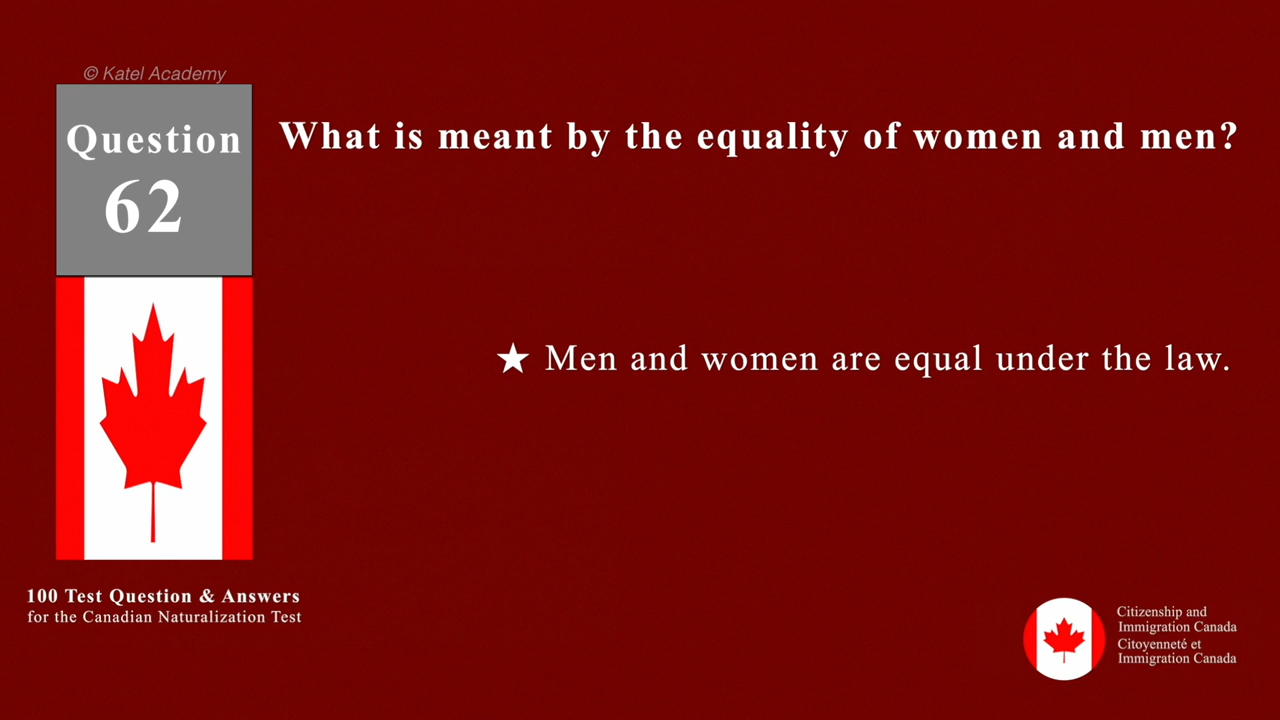 © Katel Academy
Question
62
What is meant by the equality of women and men?
★ Men and women are equal under the law.
100 Test Question & Answers
for the Canadian Naturalization Test
Citizenship and
Immigration Canada
Citoyenneté et
Immigration Canada